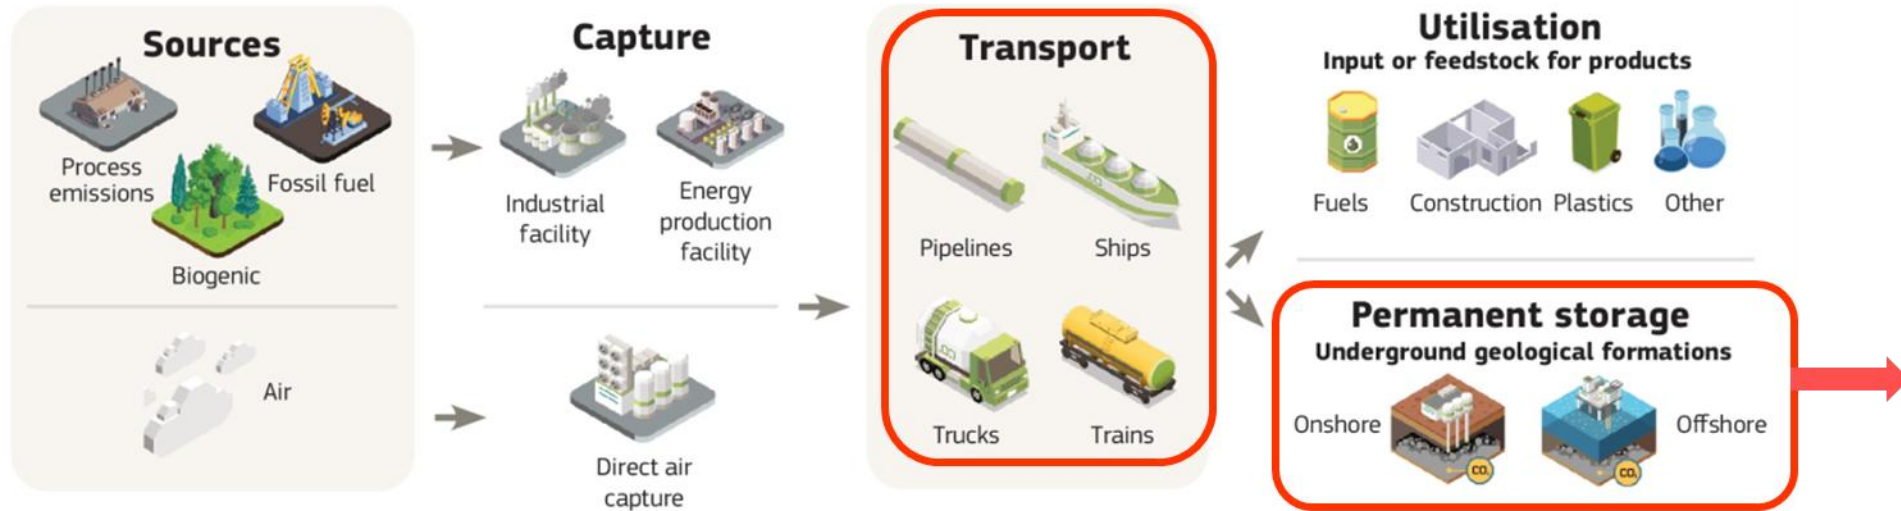 Sources
Process
emissions
Fossil fuel
Biogenic
Air
Capture
Industrial
facility
Energy
production
facility
Direct air
capture
Transport
Pipelines
Ships
Trucks
Trains
Utilisation
Input or feedstock for products
Fuels
Construction
Plastics
Other
Permanent storage
Underground geological formations
Onshore
CO₂
CO₂
Offshore